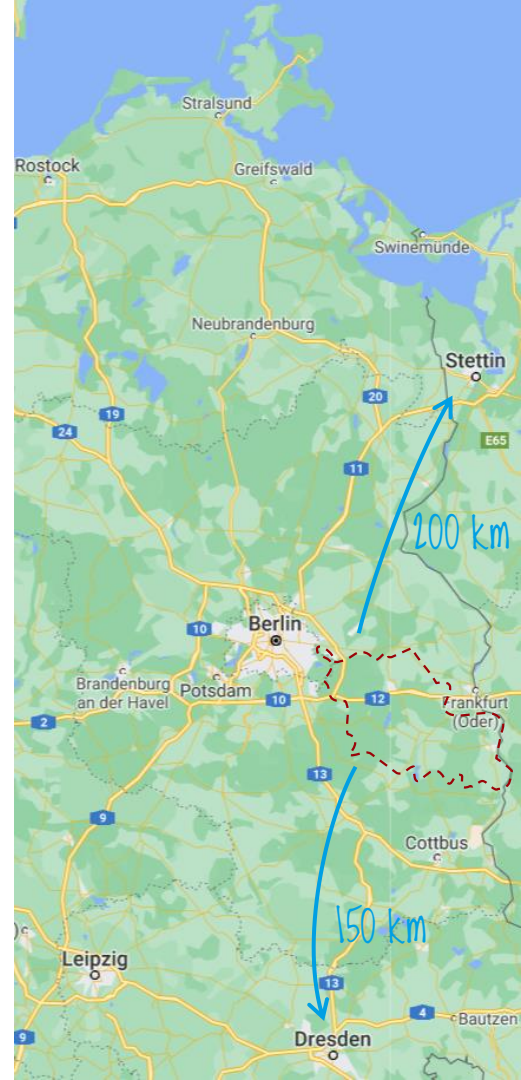 Stralsund
Rostock
Greifswald
Swinemünde
Neubrandenburg
Stettin
20
19
24
E65
11
200 km
Berlin
10
Brandenburg
an der Havel
Potsdam
10
12
Frankfurt
(Oder)
2
13
9
Cottbus
150 km
)
Leipzig
13
4
Bautzen
9
Dresden